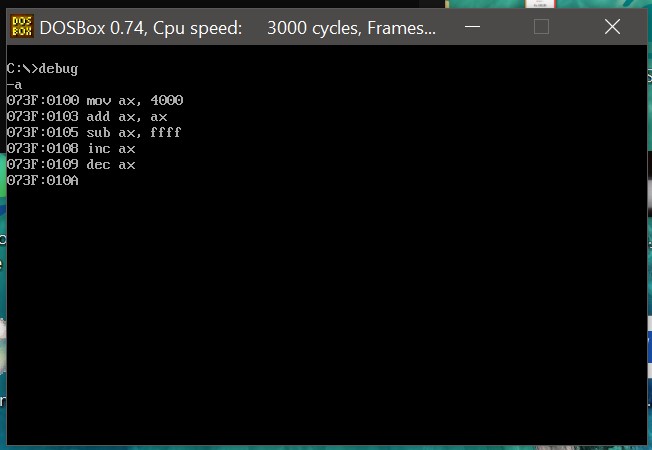 DOS
BOX
DOSBox 0.74, Cpu speed:     3000 cycles, Frames...
C:\>debug
-a
073F:0100 mov ax, 4000
073F:0103 add ax, ax
073F:0105 sub ax, ffff
073F:0108 inc ax
073F:0109 dec ax
073F:010A